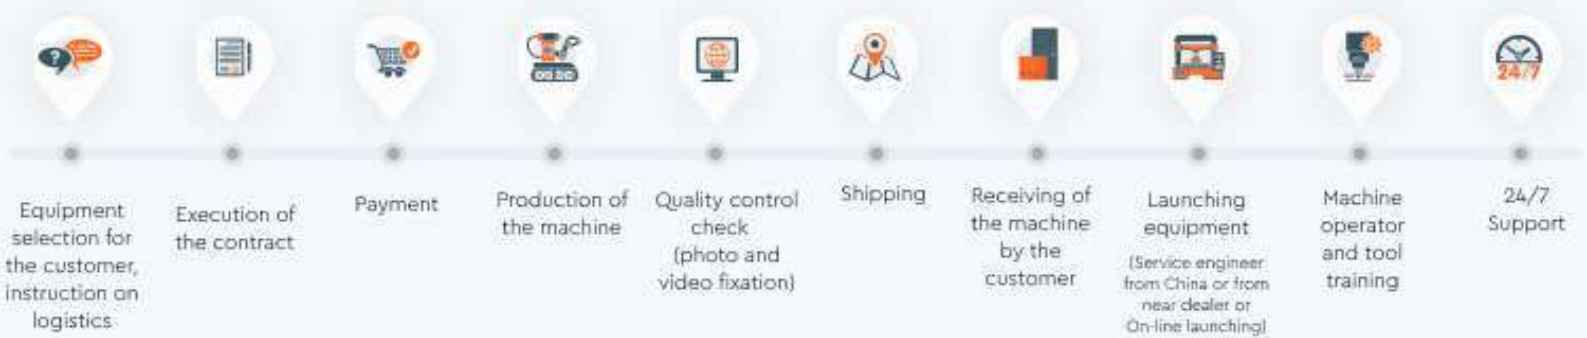 ?
24/7
Equipment
selection for
the customer,
instruction on
logistics
Execution of
the contract
Payment
Production of
the machine
Quality control
check
(photo and
video fixation)
Shipping
Receiving of
the machine
by the
customer
Launching
equipment
(Service engineer
from China or from
near dealer or
On-line launching)
Machine
operator
and tool
training
24/7
Support